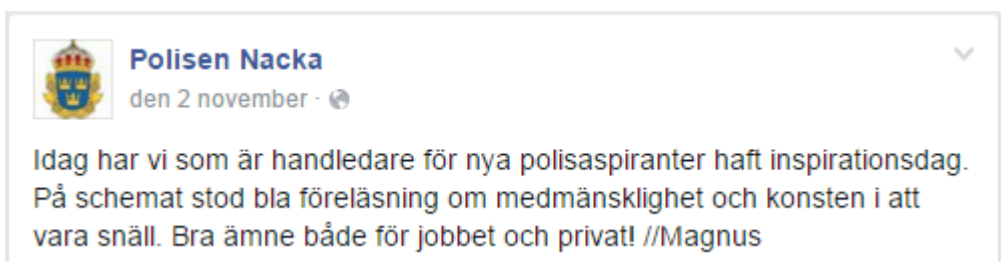 Polisen Nacka
den 2 november ·
Idag har vi som är handledare för nya polisaspiranter haft inspirationsdag.
På schemat stod bla föreläsning om medmänsklighet och konsten i att
vara snäll. Bra ämne både för jobbet och privat! //Magnus